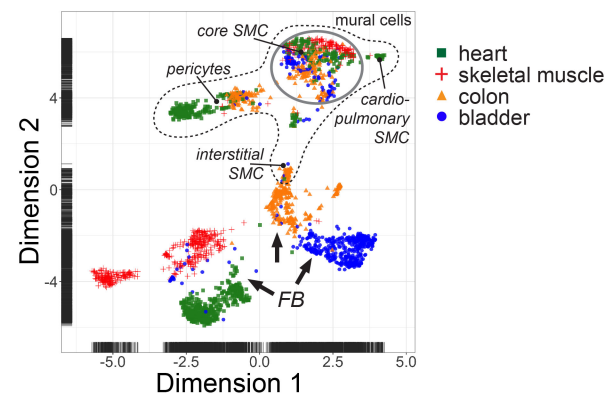 mural cells
core SMC
pericytes
cardio-
pulmonary
SMC
interstitial
SMC
FB
heart
skeletal muscle
colon
bladder
Dimension 2
4
0
-4
-5.0
-2.5
0.0
2.5
5.0
Dimension 1